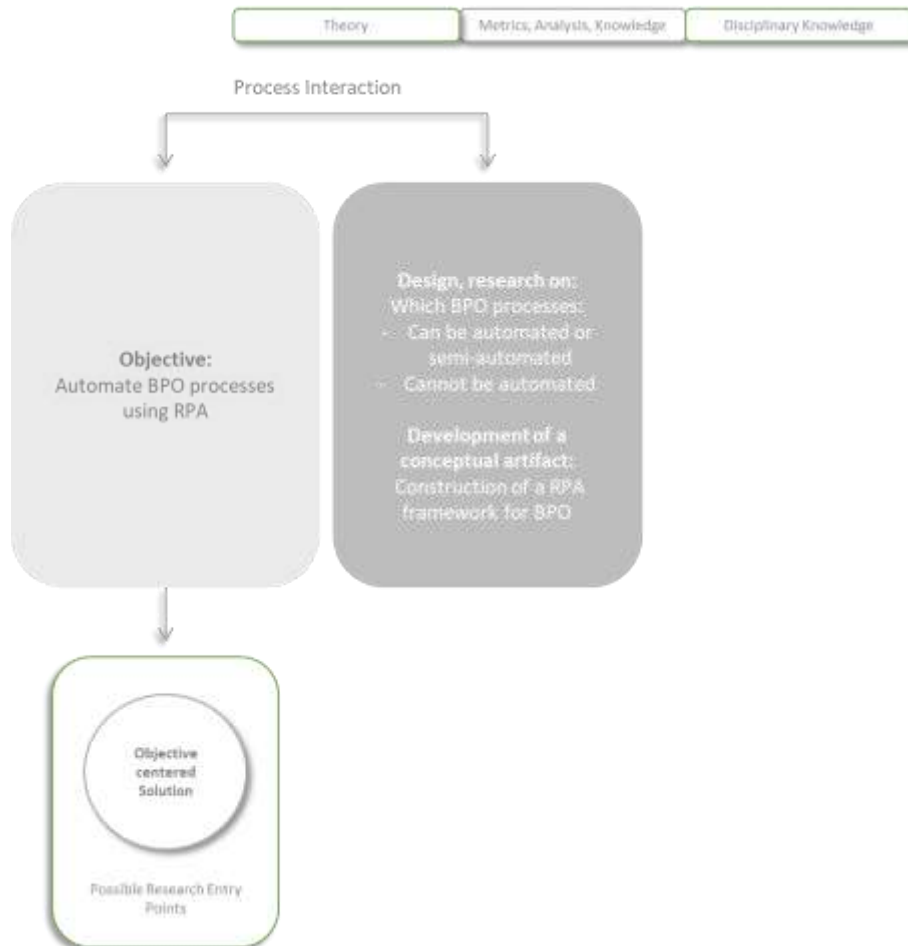 Theory
Metrics, Analysis, Knowledge
Disciplinary Knowledge
Process Interaction
Objective:
Automate BPO processes
using RPA
Design, research on:
Which BPO processes:
- Can be automated or
semi-automated
- Cannot be automated
Development of a
conceptual artifact:
Construction of a RPA
framework for BPO
Objective
centered
Solution
Possible Research Entry
Points